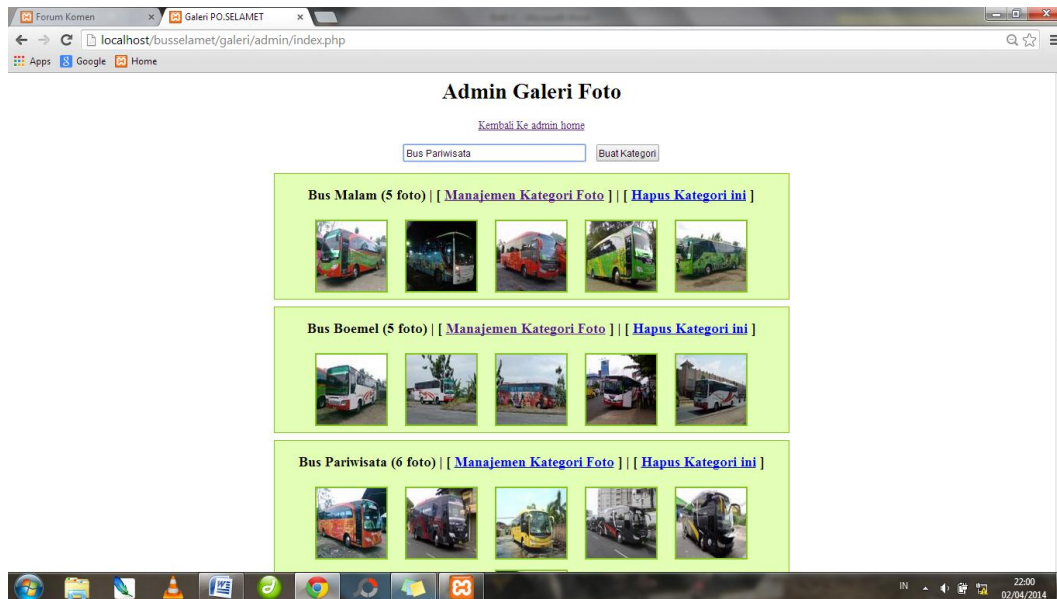 Forum Komen
Galeri PO.SELAMET
localhost/busselamet/galeri/admin/index.php
Apps
Google
Home
Admin Galeri Foto
Kembali Ke admin home
Bus Pariwisata
Buat Kategori
Bus Malam (5 foto) | [ Manajemen Kategori Foto ] | [ Hapus Kategori ini ]
Bus Boemel (5 foto) | [ Manajemen Kategori Foto ] | [ Hapus Kategori ini ]
Bus Pariwisata (6 foto) | [ Manajemen Kategori Foto ] | [ Hapus Kategori ini ]
IN
22:00
02/04/2014